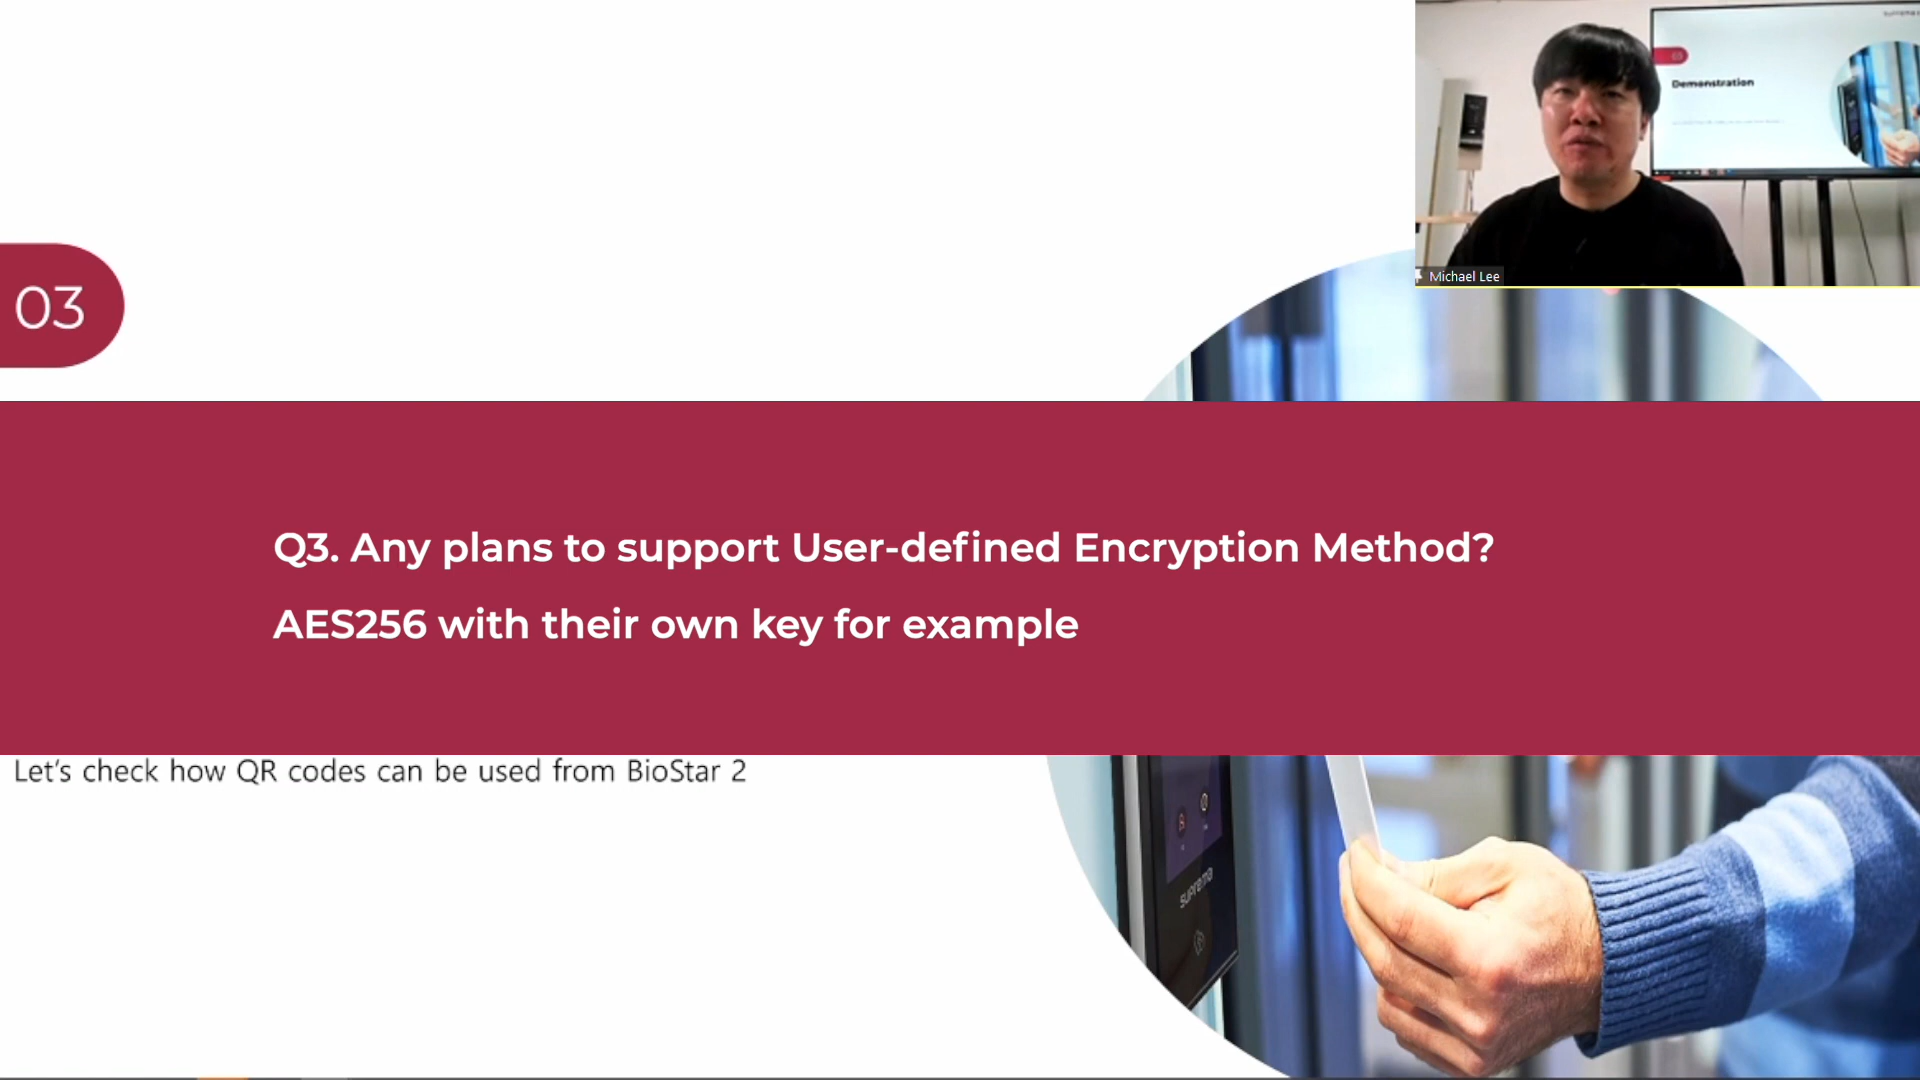 Demonstration
Michael Lee
03
Q3. Any plans to support User-defined Encryption Method?
AES256 with their own key for example
Let's check how QR codes can be used from BioStar 2
suprema